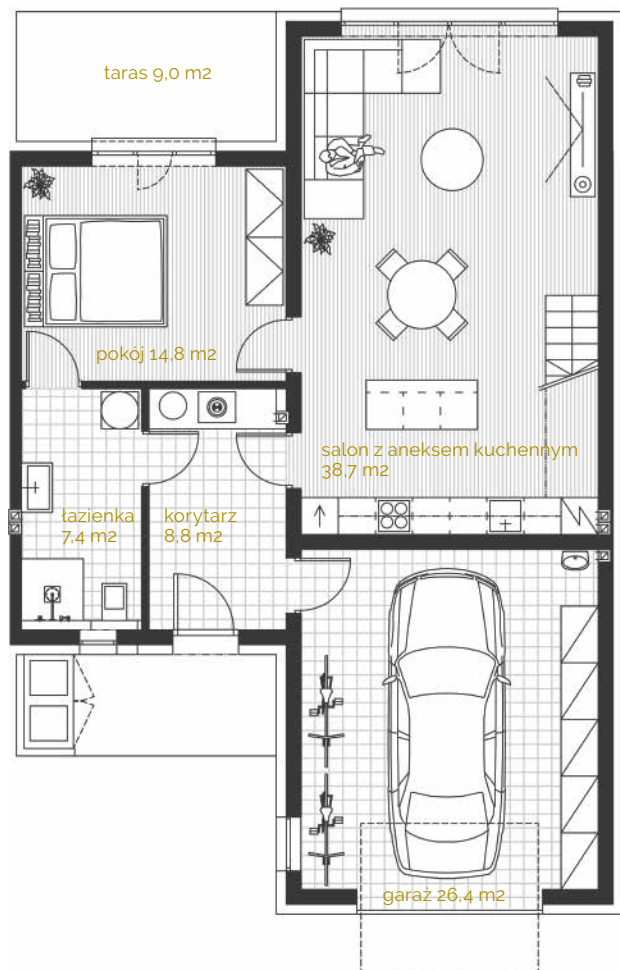 taras 9,0 m2
pokój 14,8 m2
salon z aneksem kuchennym
38,7 m2
łazienka
7,4 m2
korytarz
8,8 m2
garaż 26,4 m2